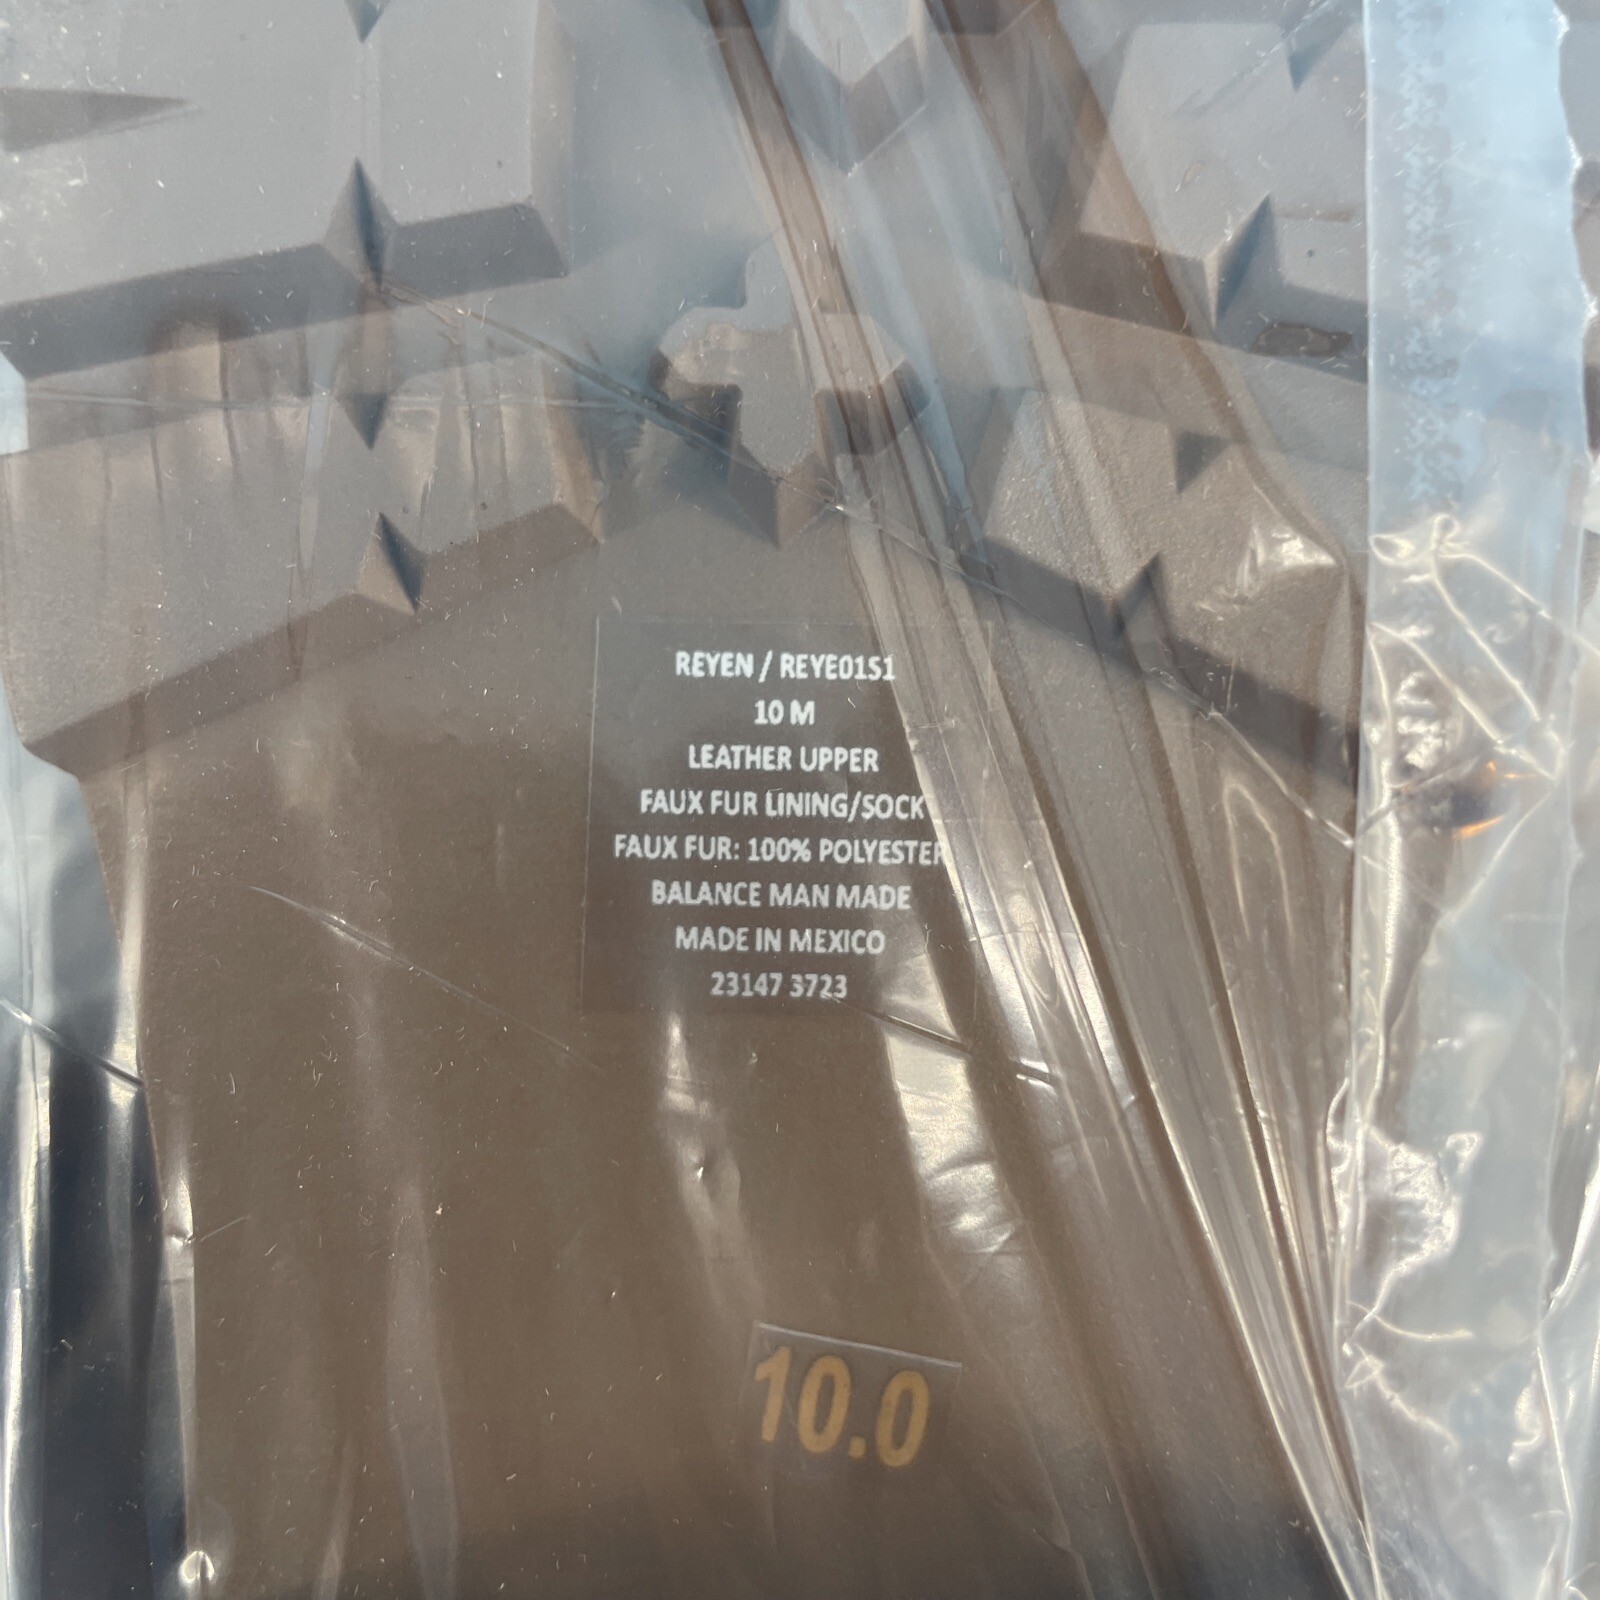 REYEN / REYE01S1
10 M
LEATHER UPPER
FAUX FUR LINING/SOCK
FAUX FUR: 100% POLYESTER
BALANCE MAN MADE
MADE IN MEXICO
23147 3723
10.0